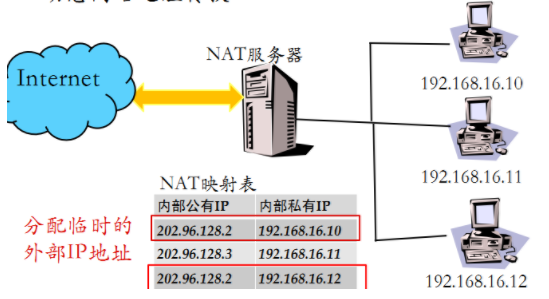 NAT服务器
Internet
192.168.16.10
192.168.16.11
NAT映射表
内部公有IP 内部私有IP
202.96.128.2 192.168.16.10
202.96.128.3 192.168.16.11
202.96.128.2 192.168.16.12
分配临时的
外部IP地址
192.168.16.12